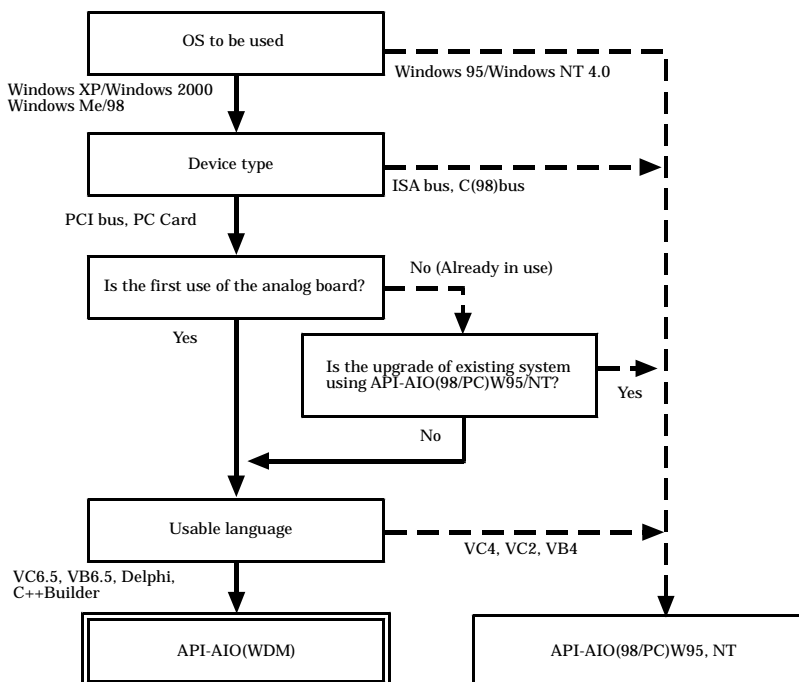 OS to be used
Windows 95/Windows NT 4.0
Windows XP/Windows 2000
Windows Me/98
Device type
ISA bus, C(98)bus
PCI bus, PC Card
Is the first use of the analog board?
No (Already in use)
Yes
Is the upgrade of existing system
using API-AIO(98/PC)W95/NT?
Yes
No
Usable language
VC4, VC2, VB4
VC6.5, VB6.5, Delphi,
C++Builder
API-AIO(WDM)
API-AIO(98/PC)W95, NT